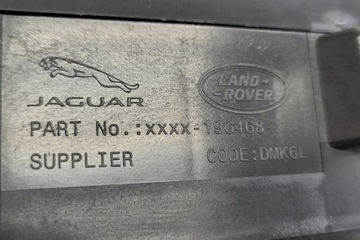 JAGUAR
LAND-
-ROVER
PART No.:xxxx-19G468
SUPPLIER CODE:DMK6L